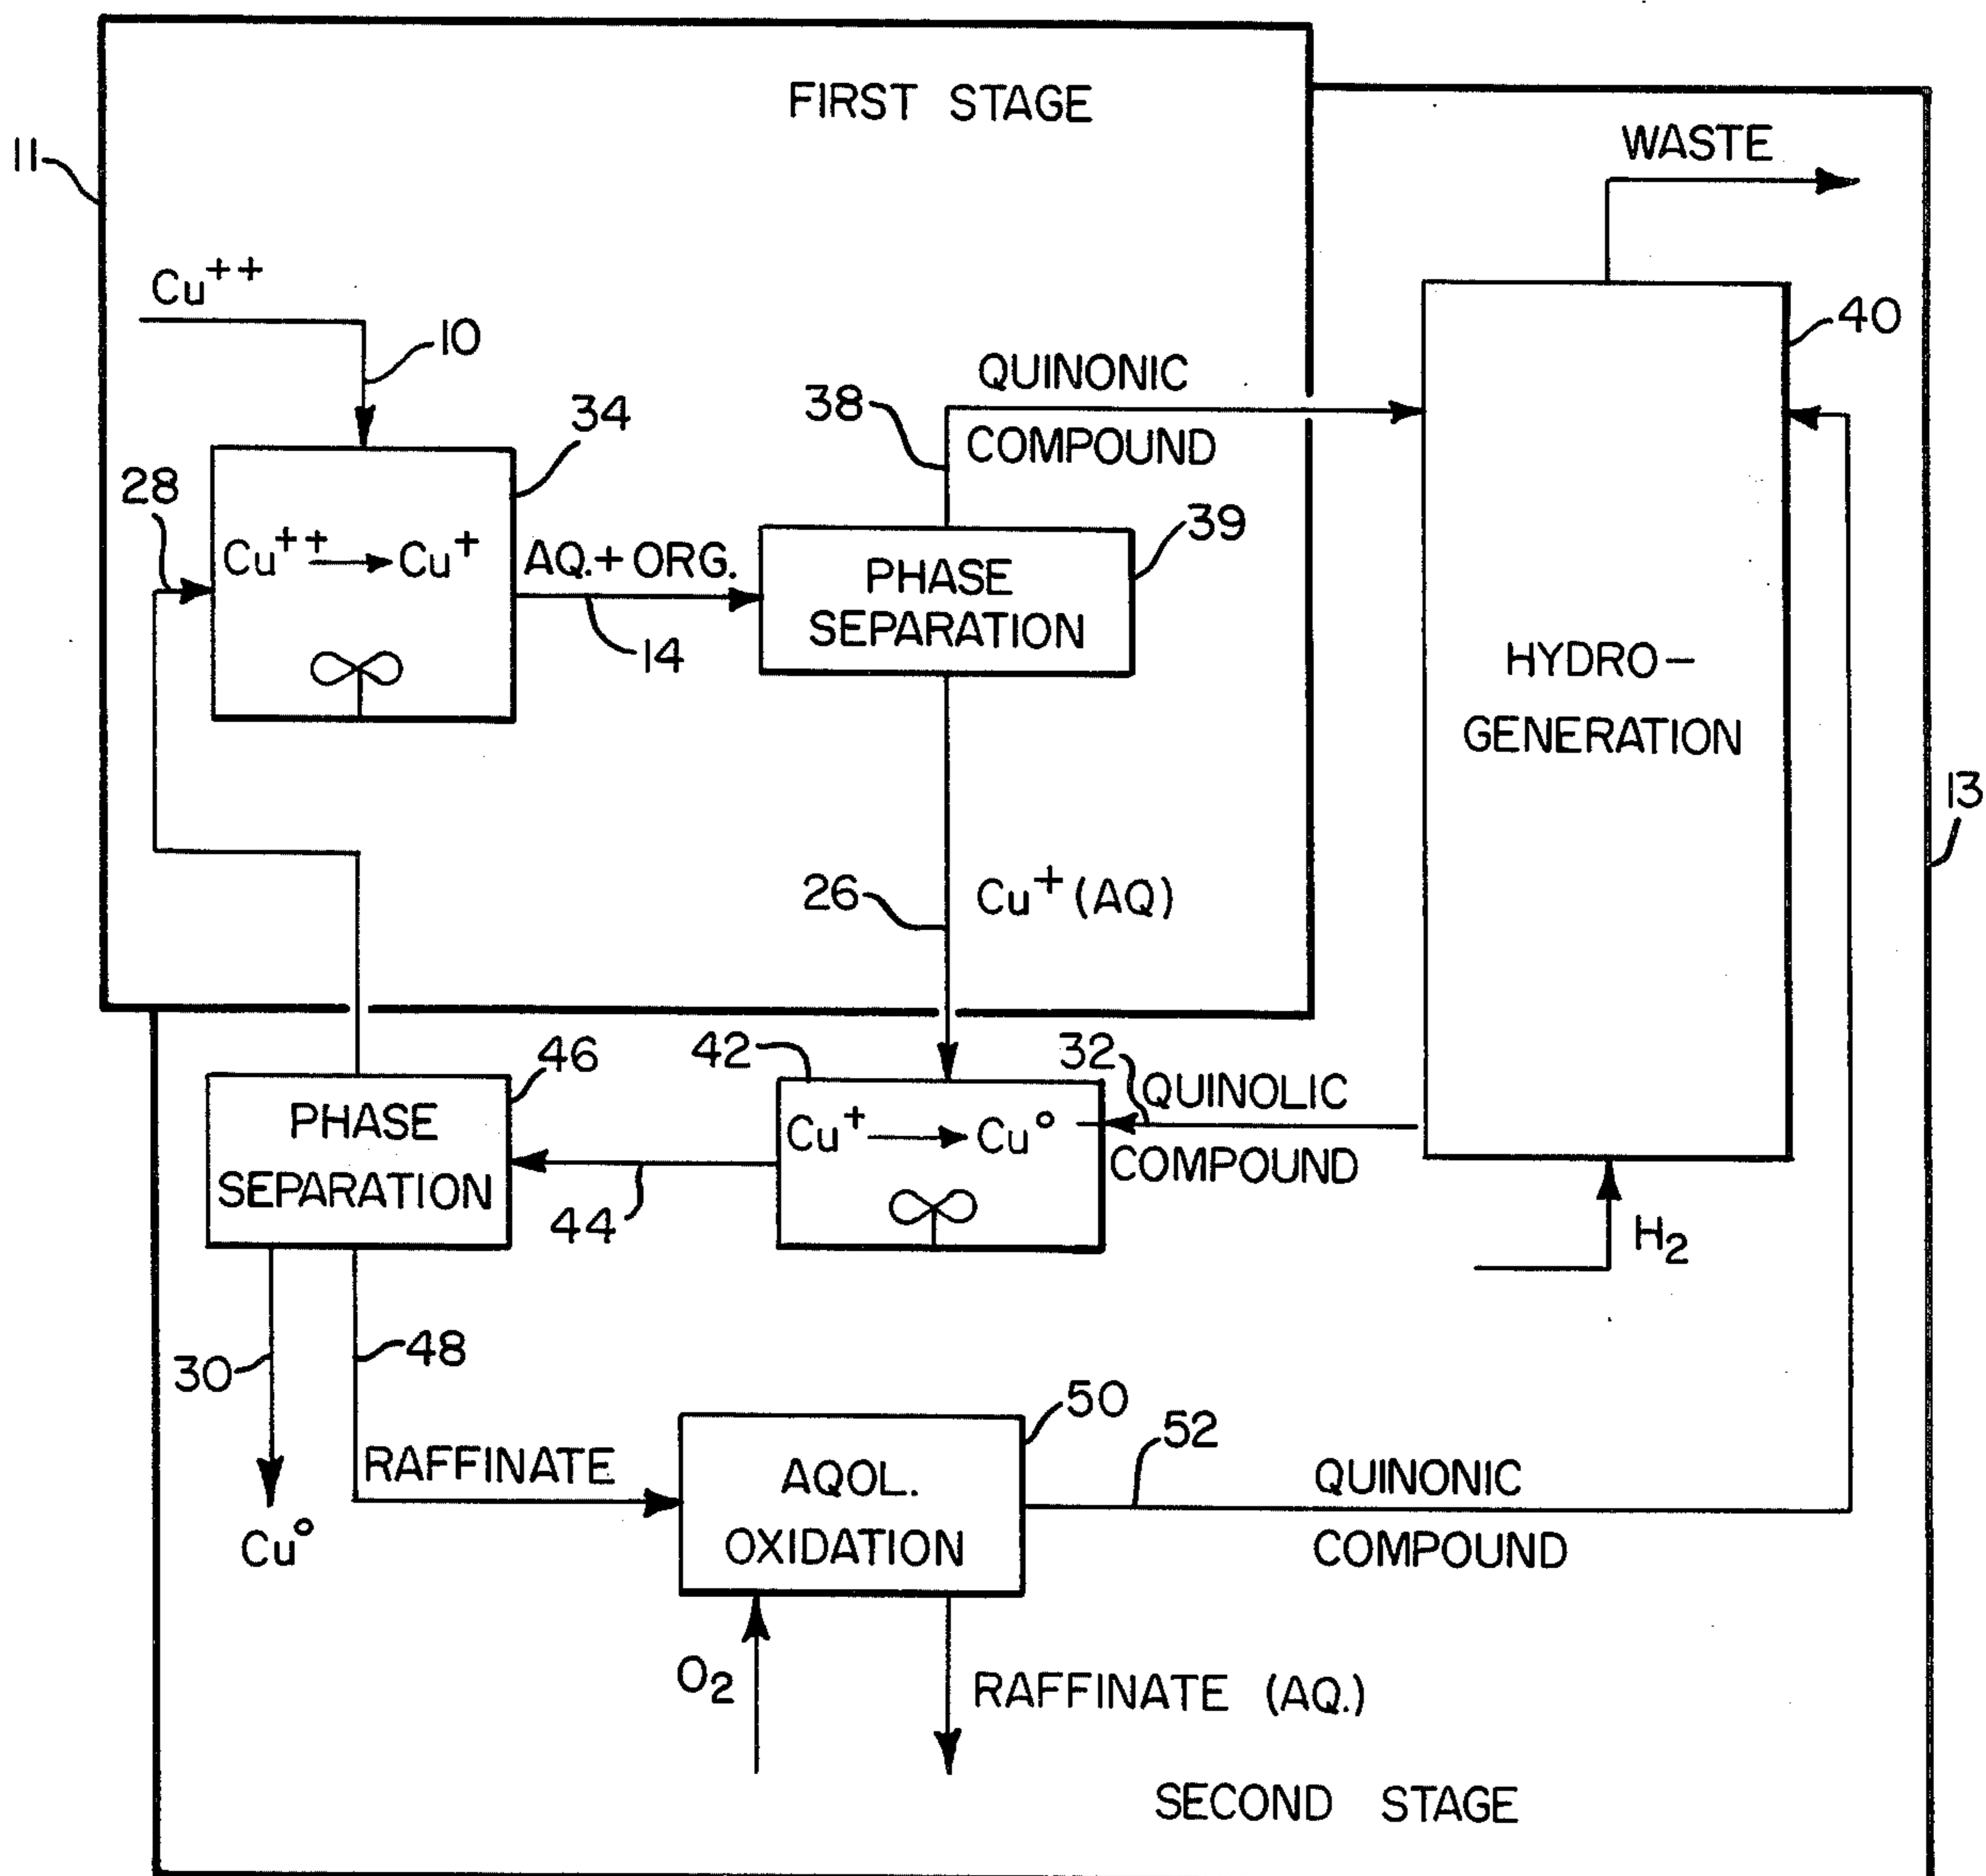 FIRST STAGE
11
WASTE
Cu++
10
40
QUINONIC
38
COMPOUND
34
28
39
Cu++ → Cu+
AQ.+ ORG.
PHASE
SEPARATION
14
HYDRO-
GENERATION
13
26
Cu+ (AQ)
46
42
32
QUINOLIC
COMPOUND
PHASE
SEPARATION
Cu+ → Cu°
44
H2
30
48
50
52
RAFFINATE
AQOL.
OXIDATION
QUINONIC
COMPOUND
Cu°
O2
RAFFINATE (AQ.)
SECOND STAGE